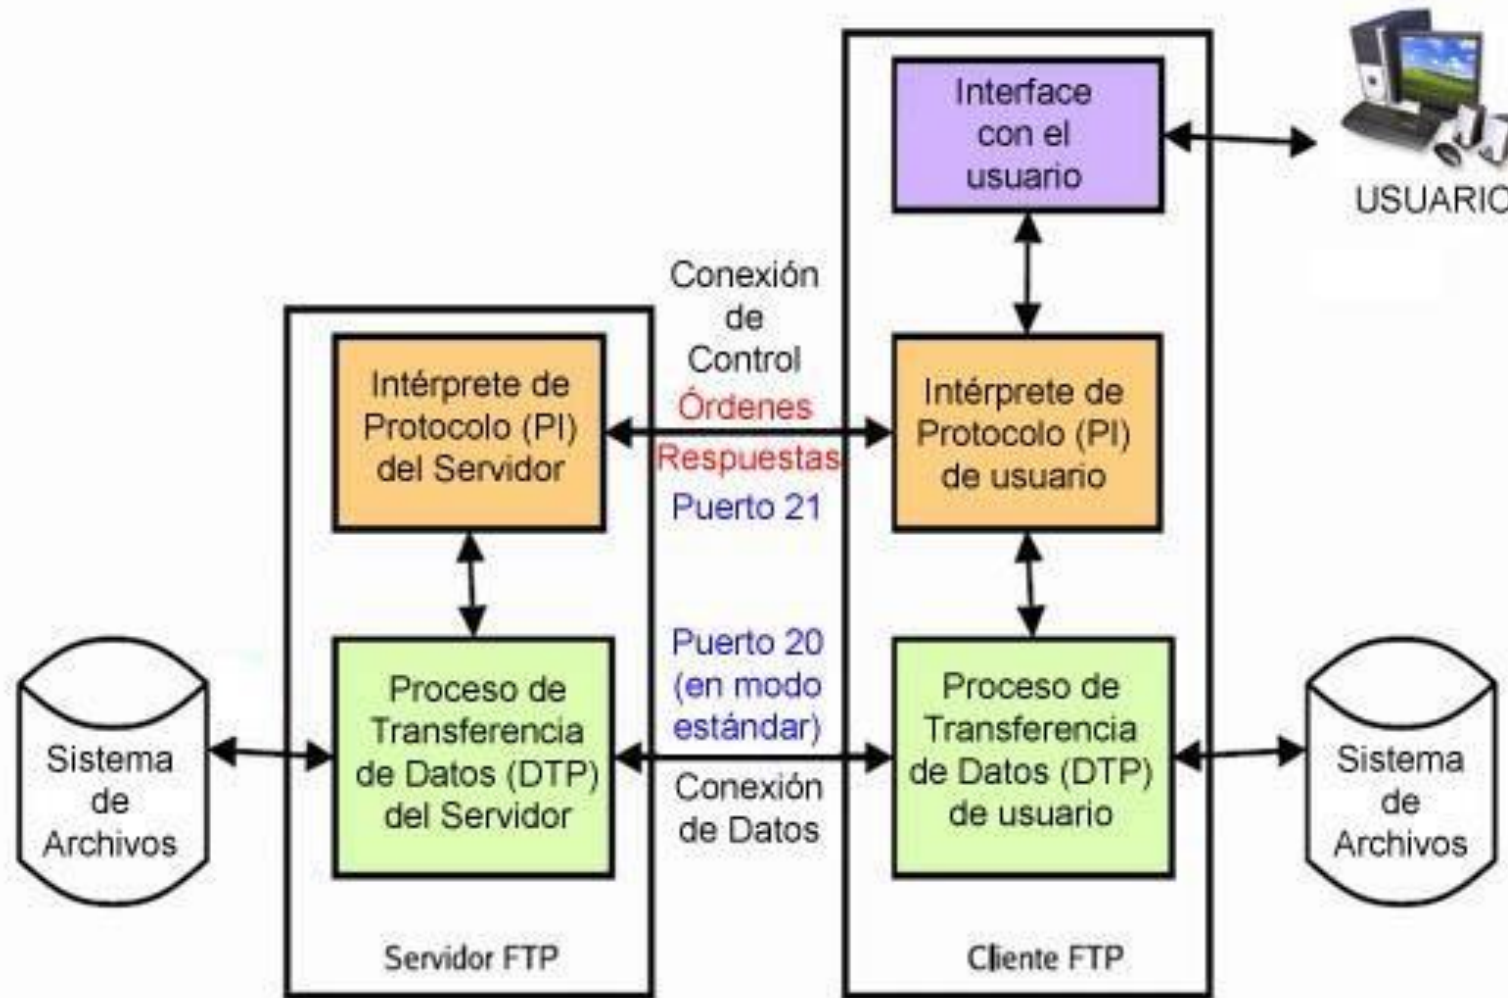 Interface
con el
usuario
USUARIO
Conexión
de
Control
Órdenes
Respuestas
Puerto 21
Intérprete de
Protocolo (PI)
del Servidor
Intérprete de
Protocolo (PI)
de usuario
Puerto 20
(en modo
estándar)
Conexión
de Datos
Sistema
de
Archivos
Proceso de
Transferencia
de Datos (DTP)
del Servidor
Proceso de
Transferencia
de Datos (DTP)
de usuario
Sistema
de
Archivos
Servidor FTP
Cliente FTP